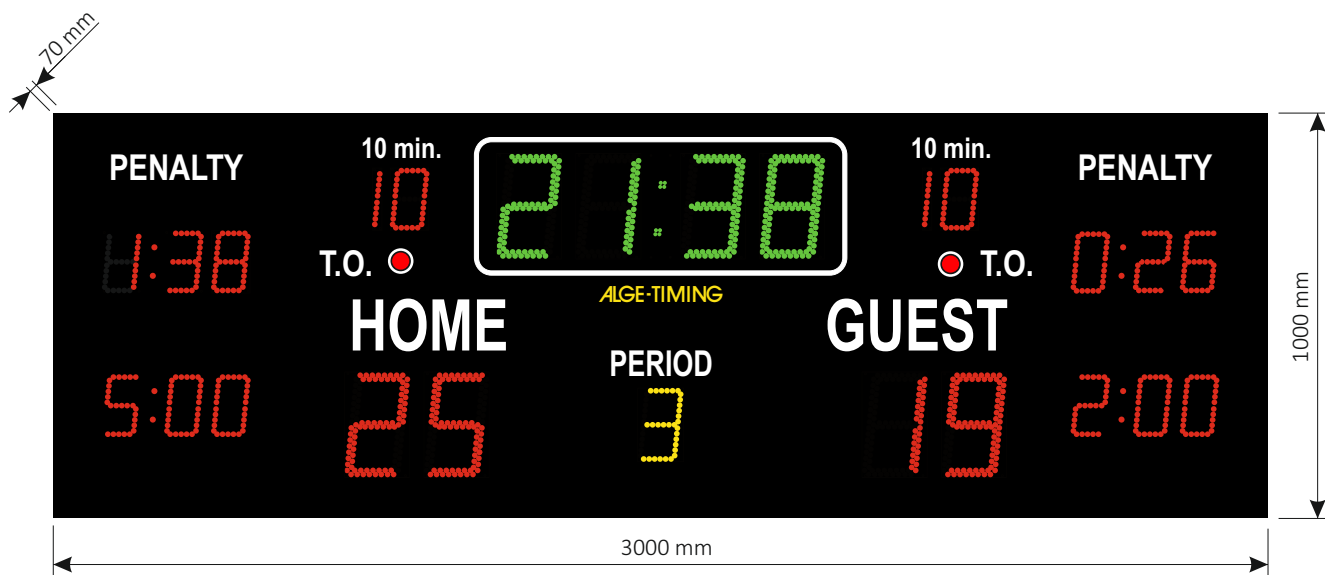 70 mm
PENALTY
10 min.
10
21:38
10 min.
10
PENALTY
1:38
T.O.
T.O.
0:26
ALGE-TIMING
HOME
GUEST
1000 mm
PERIOD
5:00
25
3
19
2:00
3000 mm